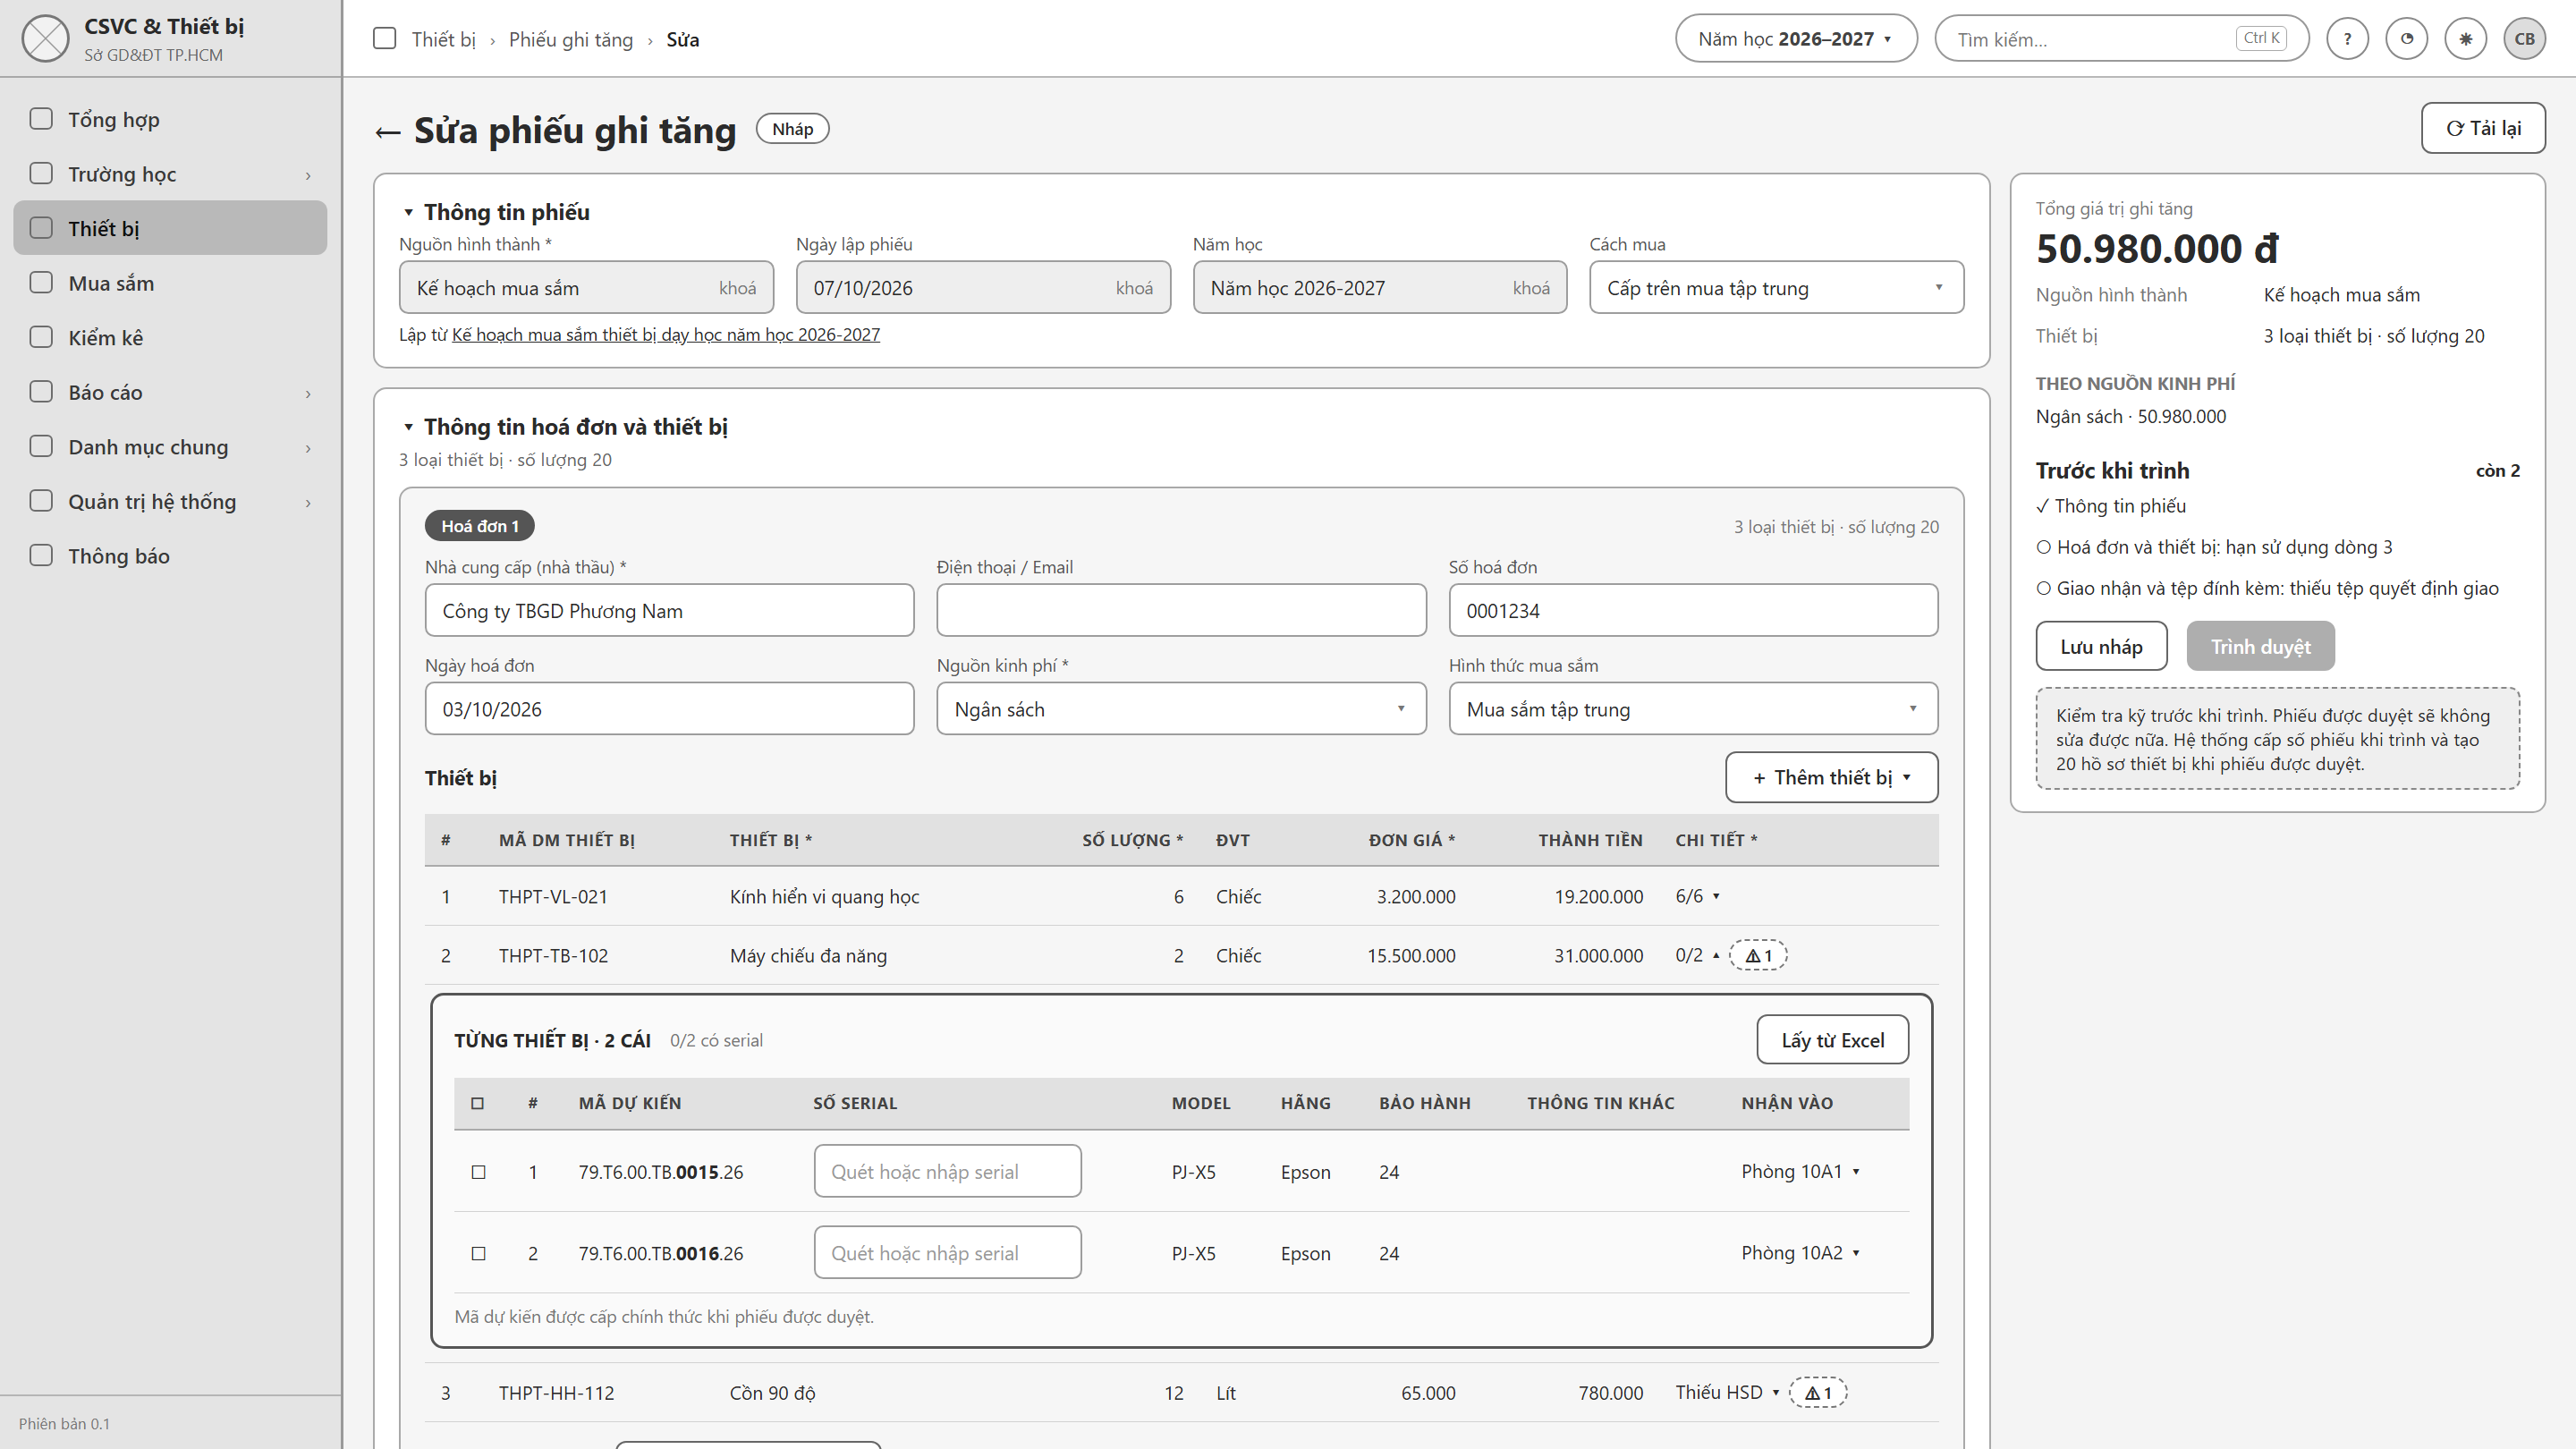 CSVC & Thiết bị
Sở GD&ĐT TP.HCM
Tổng hợp
Trường học
Thiết bị
Mua sắm
Kiểm kê
Báo cáo
Danh mục chung
Quản trị hệ thống
Thông báo
Phiên bản 0.1
Thiết bị › Phiếu ghi tăng › Sửa
Năm học 2026–2027
Tìm kiếm... Ctrl K
?
CB
← Sửa phiếu ghi tăng Nháp
Tải lại
Thông tin phiếu
Nguồn hình thành * Ngày lập phiếu Năm học Cách mua
Kế hoạch mua sắm khoá 07/10/2026 khoá Năm học 2026-2027 khoá Cấp trên mua tập trung
Lập từ Kế hoạch mua sắm thiết bị dạy học năm học 2026-2027
Thông tin hoá đơn và thiết bị
3 loại thiết bị · số lượng 20
Hoá đơn 1 3 loại thiết bị · số lượng 20
Nhà cung cấp (nhà thầu) * Điện thoại / Email Số hoá đơn
Công ty TBGD Phương Nam 0001234
Ngày hoá đơn Nguồn kinh phí * Hình thức mua sắm
03/10/2026 Ngân sách Mua sắm tập trung
Thiết bị + Thêm thiết bị
# MÃ DM THIẾT BỊ THIẾT BỊ * SỐ LƯỢNG * ĐVT ĐƠN GIÁ * THÀNH TIỀN CHI TIẾT *
1 THPT-VL-021 Kính hiển vi quang học 6 Chiếc 3.200.000 19.200.000 6/6
2 THPT-TB-102 Máy chiếu đa năng 2 Chiếc 15.500.000 31.000.000 0/2 ⚠ 1
TỪNG THIẾT BỊ · 2 CÁI 0/2 có serial Lấy từ Excel
# MÃ DỰ KIẾN SỐ SERIAL MODEL HÃNG BẢO HÀNH THÔNG TIN KHÁC NHẬN VÀO
1 79.T6.00.TB.0015.26 Quét hoặc nhập serial PJ-X5 Epson 24 Phòng 10A1
2 79.T6.00.TB.0016.26 Quét hoặc nhập serial PJ-X5 Epson 24 Phòng 10A2
Mã dự kiến được cấp chính thức khi phiếu được duyệt.
3 THPT-HH-112 Cồn 90 độ 12 Lít 65.000 780.000 Thiếu HSD ⚠ 1
Tổng giá trị ghi tăng
50.980.000 đ
Nguồn hình thành Kế hoạch mua sắm
Thiết bị 3 loại thiết bị · số lượng 20
THEO NGUỒN KINH PHÍ
Ngân sách · 50.980.000
Trước khi trình còn 2
✓ Thông tin phiếu
○ Hoá đơn và thiết bị: hạn sử dụng dòng 3
○ Giao nhận và tệp đính kèm: thiếu tệp quyết định giao
Lưu nháp Trình duyệt
Kiểm tra kỹ trước khi trình. Phiếu được duyệt sẽ không
sửa được nữa. Hệ thống cấp số phiếu khi trình và tạo
20 hồ sơ thiết bị khi phiếu được duyệt.